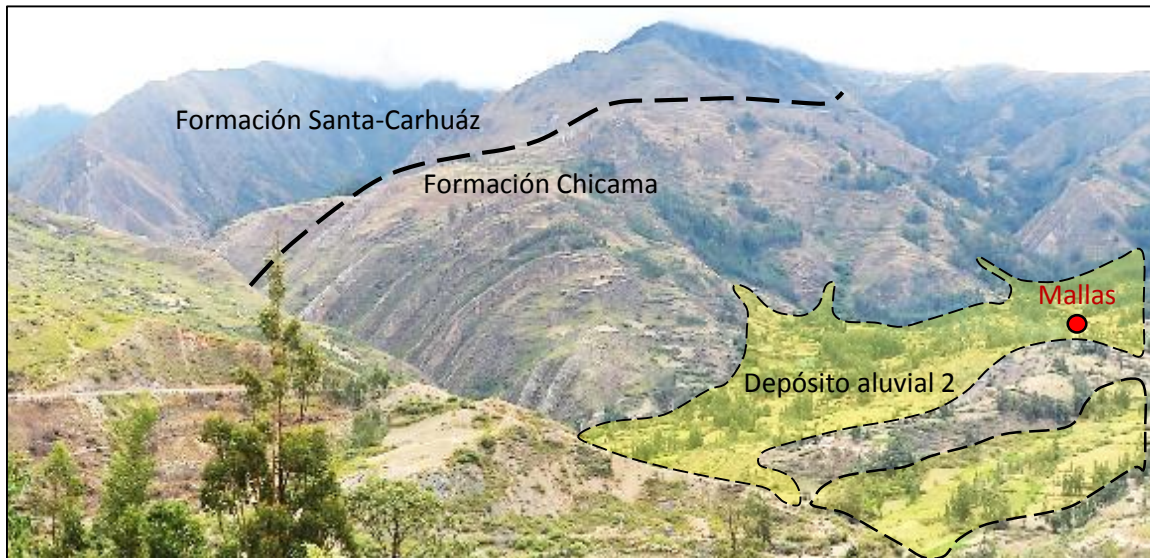 Formación Santa-Carhuáz
Formación Chicama
Mallas
Depósito aluvial 2